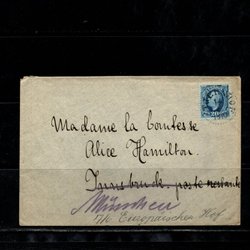 Madame la Comtesse
Alice Hamilton.
Innsbruck, poste restante
München
Europäischer Hof